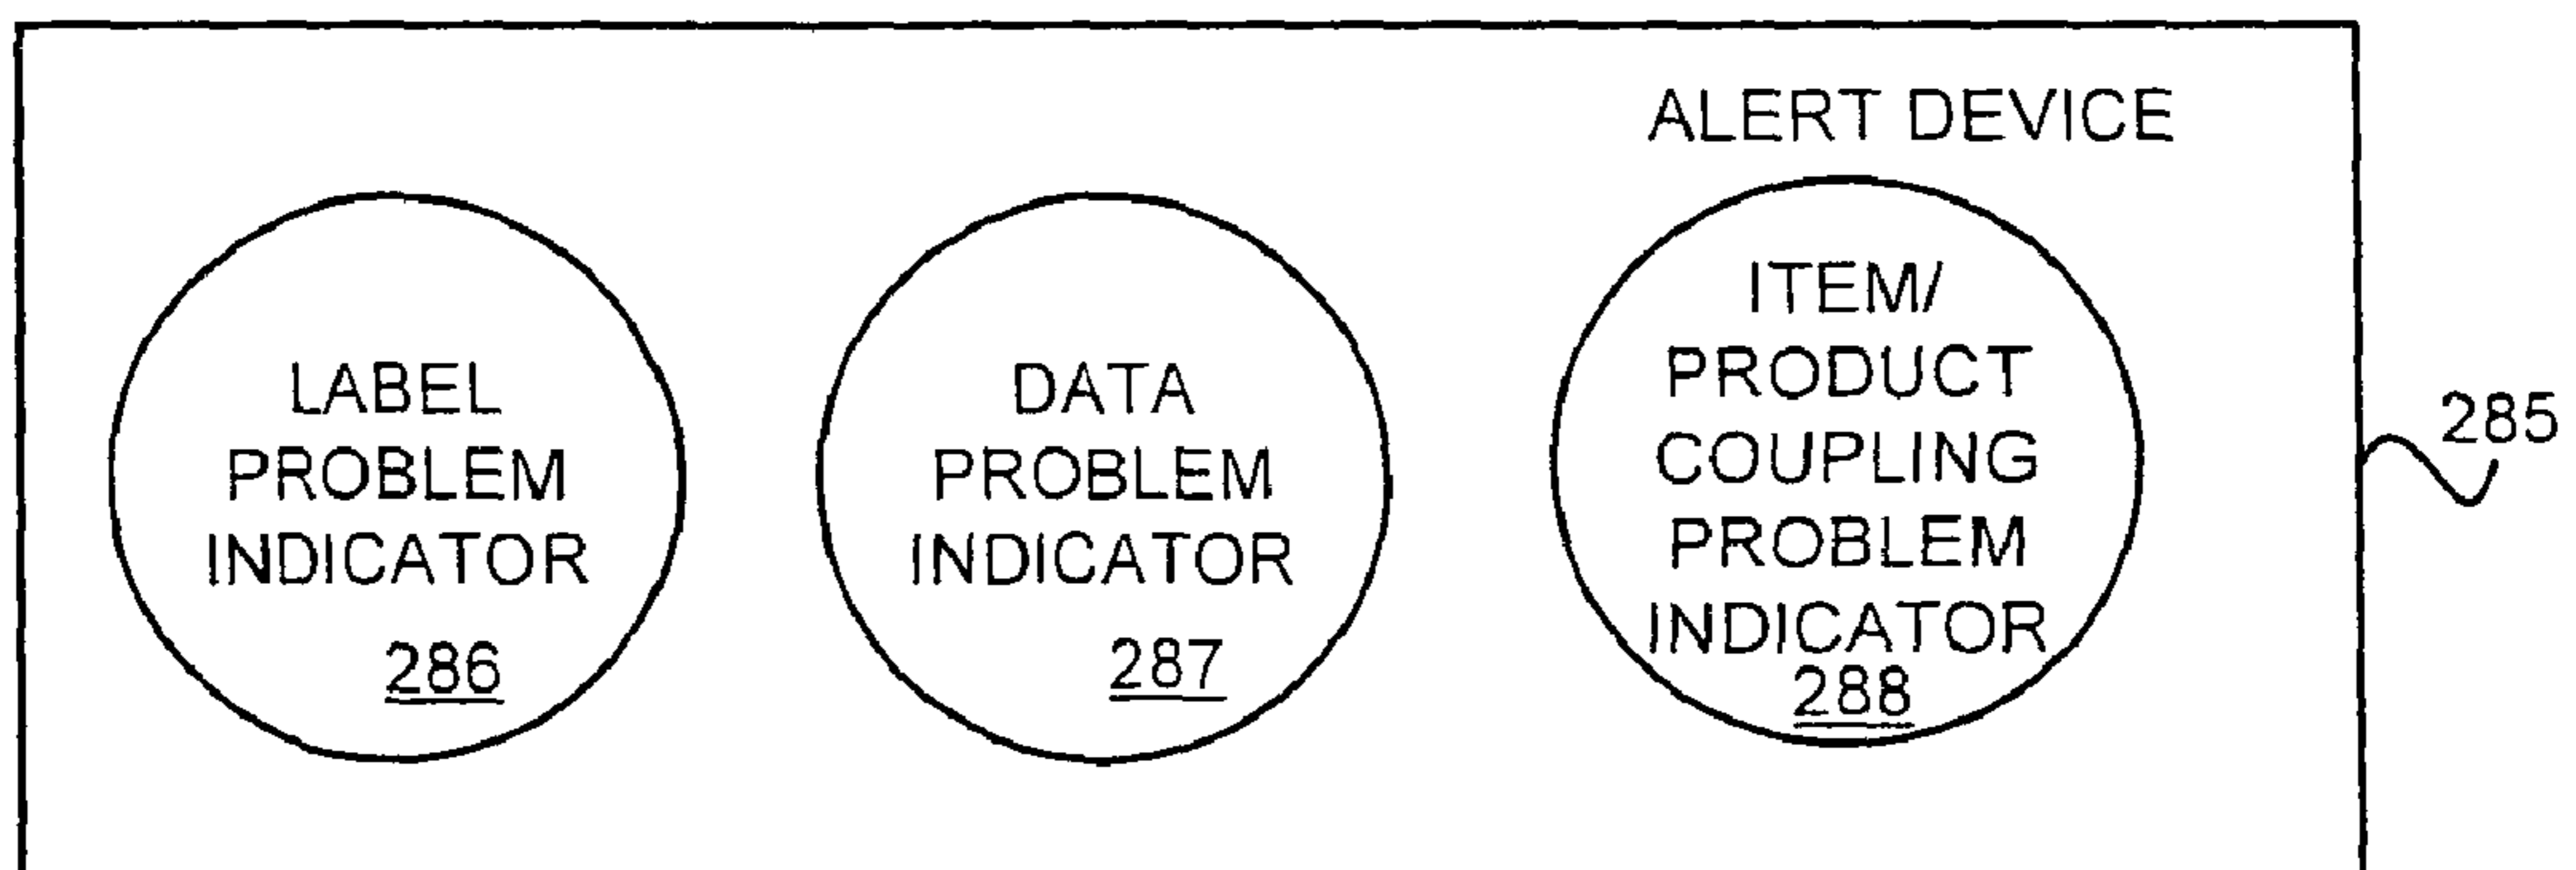 ALERT DEVICE
LABEL
PROBLEM
INDICATOR
286
DATA
PROBLEM
INDICATOR
287
ITEM/
PRODUCT
COUPLING
PROBLEM
INDICATOR
288
285